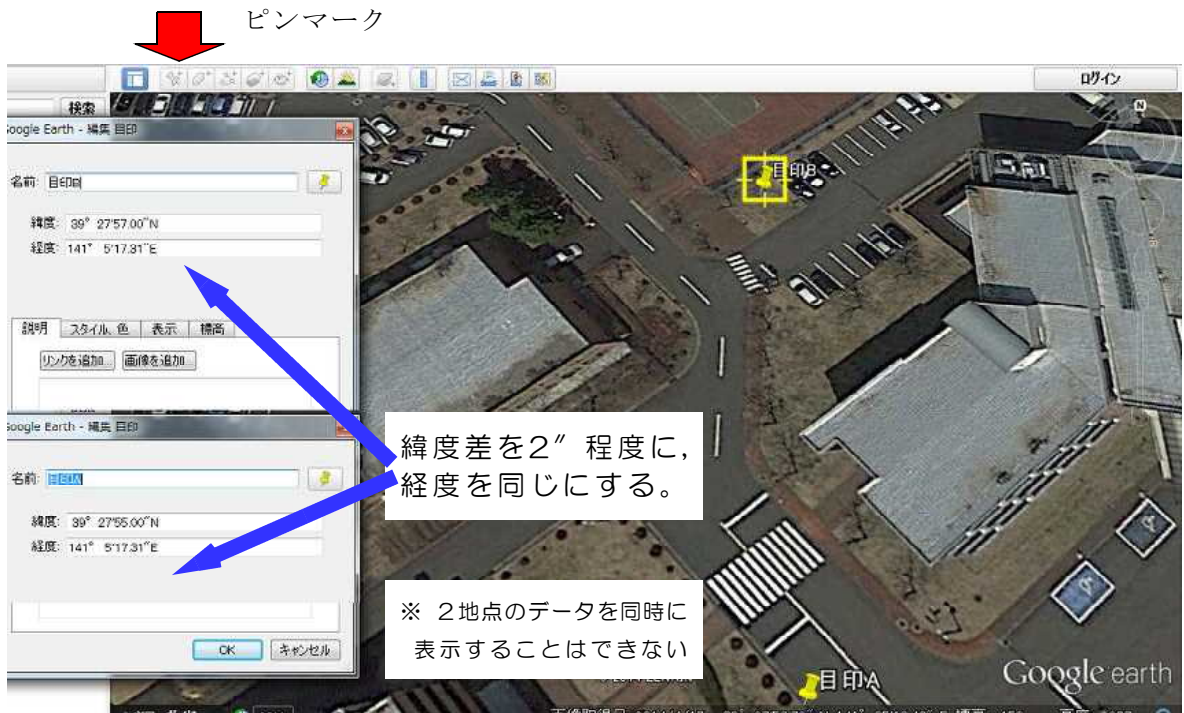 ピンマーク
ログイン
検索
Google Earth - 編集 目印
名前: 目印B
緯度: 39° 27'57.00"N
経度: 141° 5'17.31"E
説明 スタイル、色 表示 標高
リンクを追加... 画像を追加...
Google Earth - 編集 目印
名前: 目印A
緯度: 39° 27'55.00"N
経度: 141° 5'17.31"E
OK キャンセル
目印B
N
緯度差を2″程度に,
経度を同じにする。
※ 2地点のデータを同時に
表示することはできない
目印A
Google earth